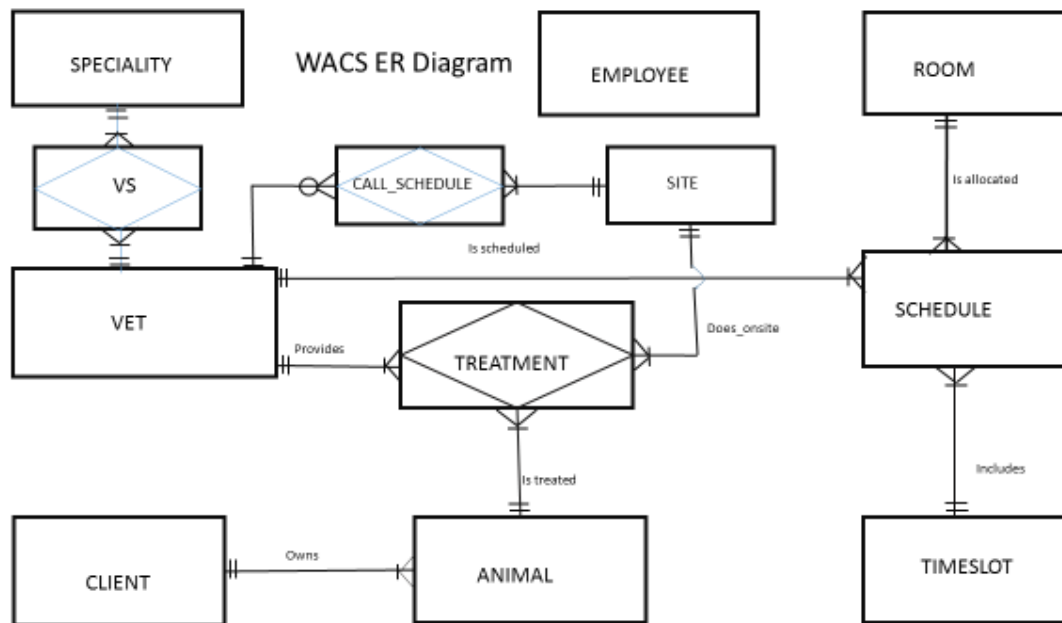 SPECIALITY
WACS ER Diagram
EMPLOYEE
ROOM
VS
CALL_SCHEDULE
SITE
Is allocated
Is scheduled
VET
SCHEDULE
Provides
TREATMENT
Does_onsite
Is treated
Includes
CLIENT
Owns
ANIMAL
TIMESLOT